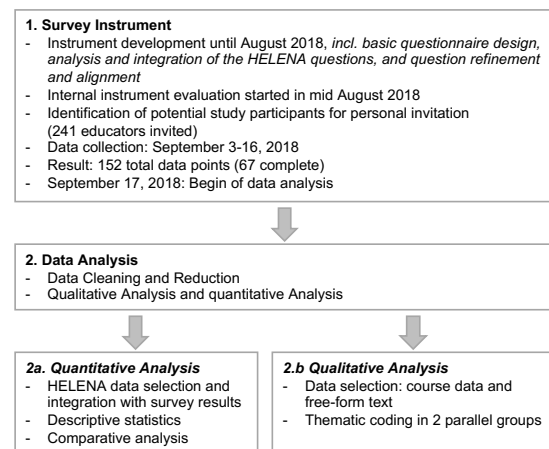 1. Survey Instrument
- Instrument development until August 2018, incl. basic questionnaire design,
analysis and integration of the HELENA questions, and question refinement
and alignment
- Internal instrument evaluation started in mid August 2018
- Identification of potential study participants for personal invitation
(241 educators invited)
- Data collection: September 3-16, 2018
- Result: 152 total data points (67 complete)
- September 17, 2018: Begin of data analysis
2. Data Analysis
- Data Cleaning and Reduction
- Qualitative Analysis and quantitative Analysis
2a. Quantitative Analysis
- HELENA data selection and
integration with survey results
- Descriptive statistics
- Comparative analysis
2.b Qualitative Analysis
- Data selection: course data and
free-form text
- Thematic coding in 2 parallel groups